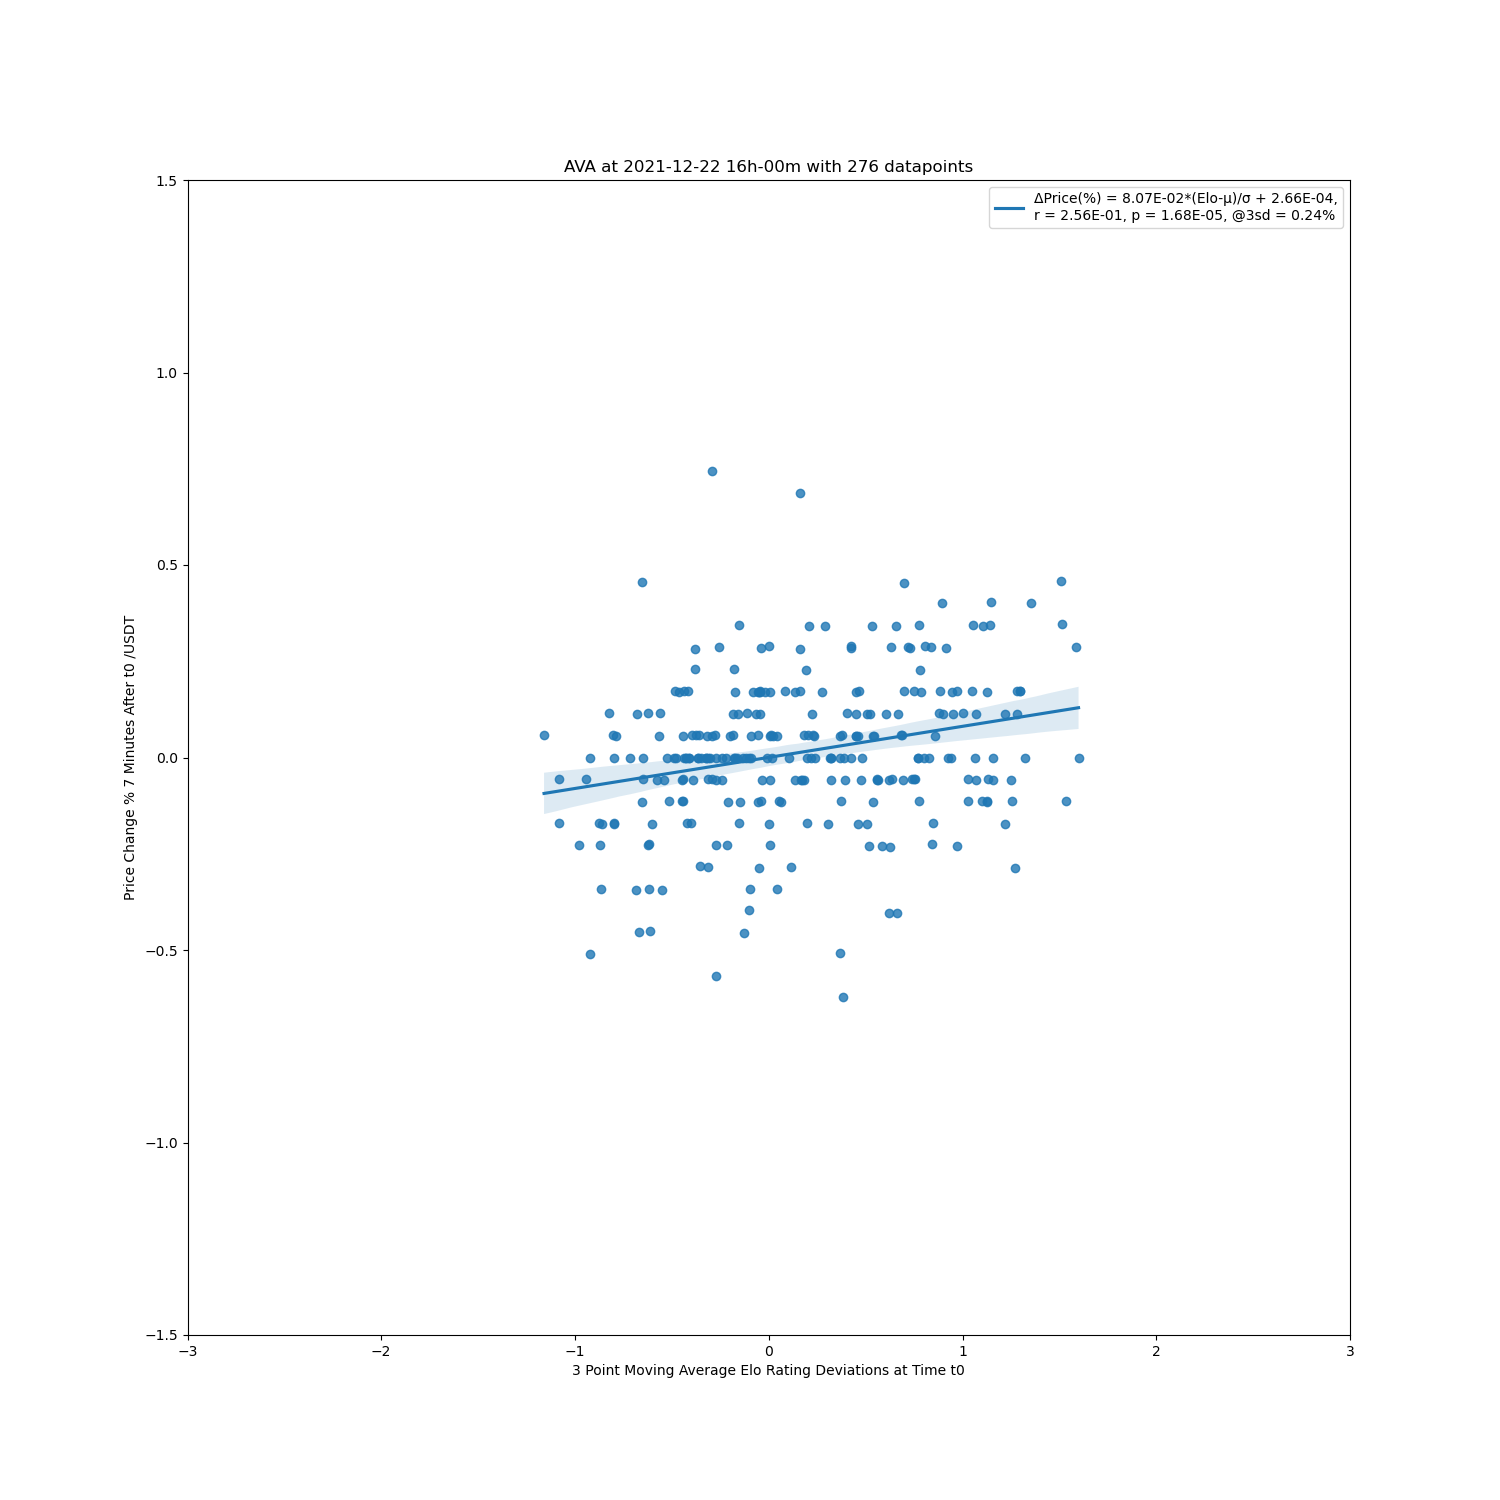 AVA at 2021-12-22 16h-00m with 276 datapoints
ΔPrice(%) = 8.07E-02*(Elo-μ)/σ + 2.66E-04,
r = 2.56E-01, p = 1.68E-05, @3sd = 0.24%
1.5
1.0
0.5
0.0
−0.5
−1.0
−1.5
Price Change % 7 Minutes After t0 /USDT
−3
−2
−1
0
1
2
3
3 Point Moving Average Elo Rating Deviations at Time t0